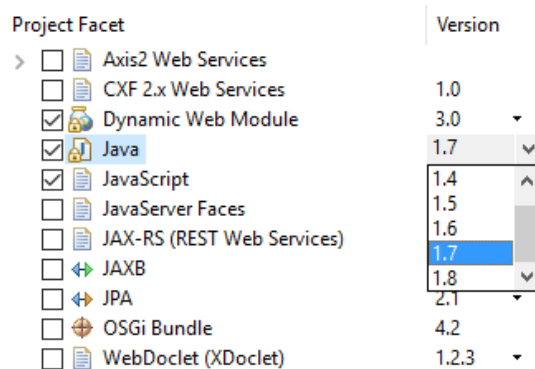 Project Facet Version
Axis2 Web Services
CXF 2.x Web Services 1.0
Dynamic Web Module 3.0
Java 1.7
JavaScript 1.4
1.5
JavaServer Faces 1.6
JAX-RS (REST Web Services) 1.7
JAXB 1.8
JPA 2.1
OSGi Bundle 4.2
WebDoclet (XDoclet) 1.2.3